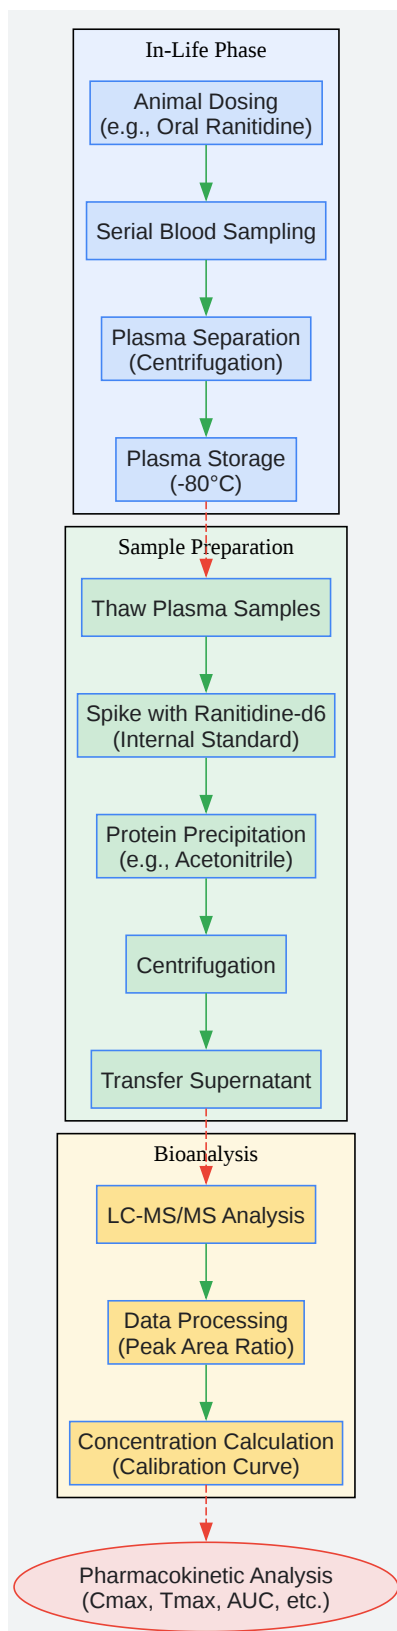 In-Life Phase
Animal Dosing
(e.g., Oral Ranitidine)
Serial Blood Sampling
Plasma Separation
(Centrifugation)
Plasma Storage
(-80°C)
Sample Preparation
Thaw Plasma Samples
Spike with Ranitidine-d6
(Internal Standard)
Protein Precipitation
(e.g., Acetonitrile)
Centrifugation
Transfer Supernatant
Bioanalysis
LC-MS/MS Analysis
Data Processing
(Peak Area Ratio)
Concentration Calculation
(Calibration Curve)
Pharmacokinetic Analysis
(Cmax, Tmax, AUC, etc.)